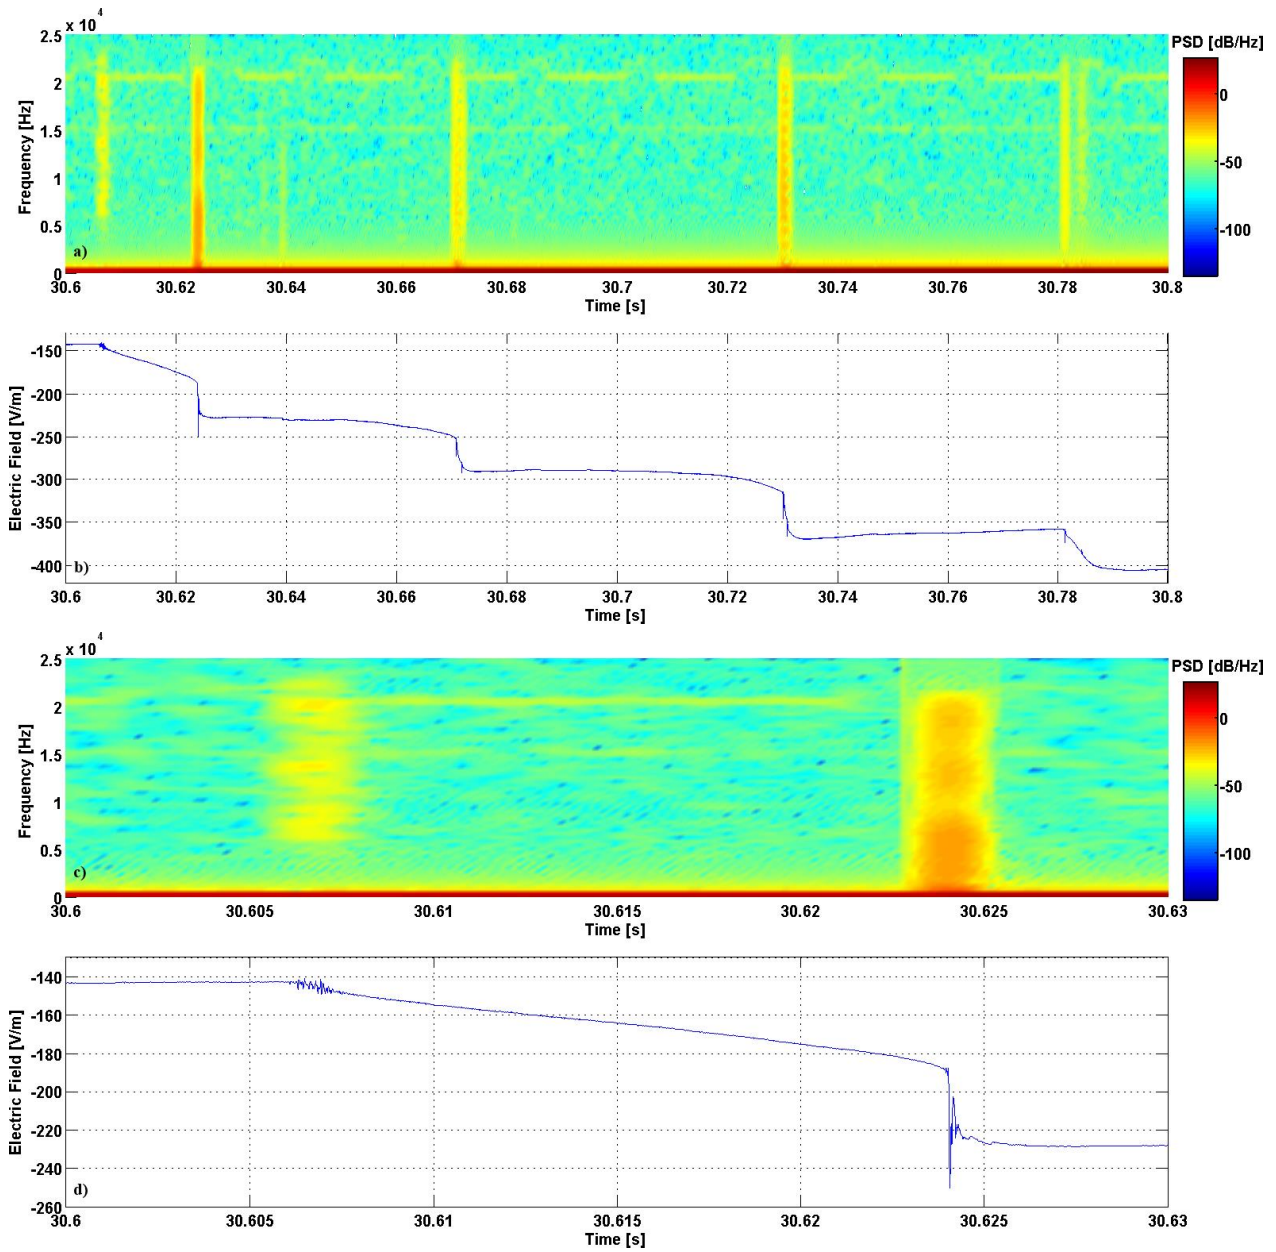 x 10⁴
PSD [dB/Hz]
2.5
2
1.5
1
0.5
0
Frequency [Hz]
a)
0
-50
-100
30.6 30.62 30.64 30.66 30.68 30.7 30.72 30.74 30.76 30.78 30.8
Time [s]
-150
-200
-250
-300
-350
-400
Electric Field [V/m]
b)
30.6 30.62 30.64 30.66 30.68 30.7 30.72 30.74 30.76 30.78 30.8
Time [s]
x 10⁴
PSD [dB/Hz]
2.5
2
1.5
1
0.5
0
Frequency [Hz]
c)
0
-50
-100
30.6 30.605 30.61 30.615 30.62 30.625 30.63
Time [s]
-140
-160
-180
-200
-220
-240
-260
Electric Field [V/m]
d)
30.6 30.605 30.61 30.615 30.62 30.625 30.63
Time [s]